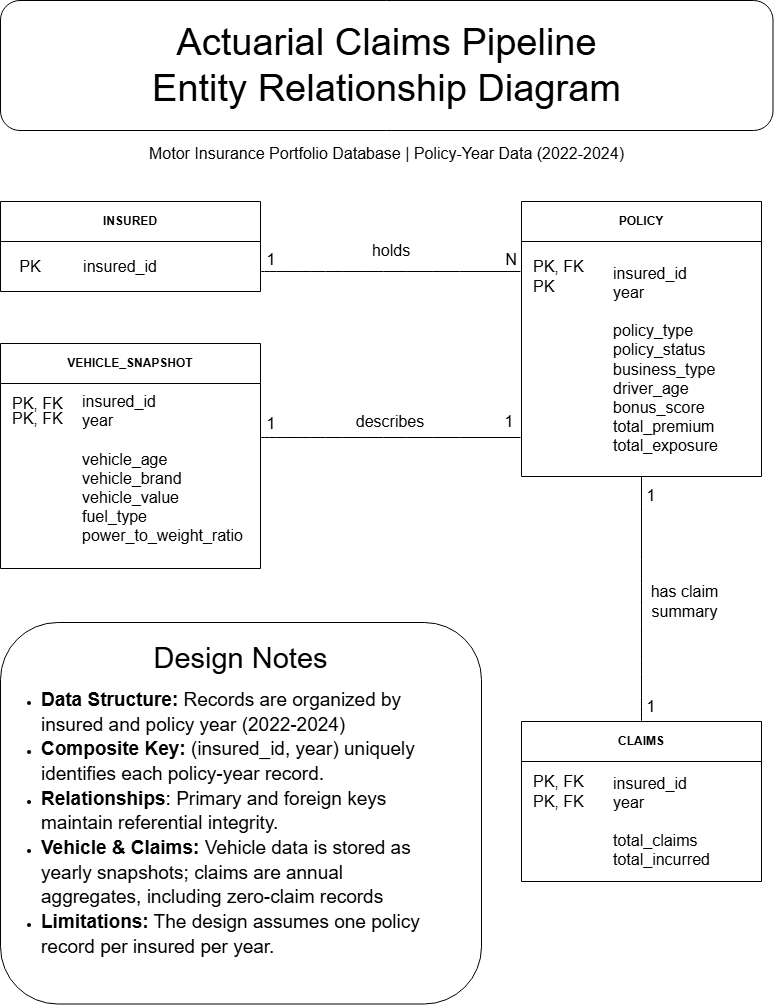 Actuarial Claims Pipeline
Entity Relationship Diagram
Motor Insurance Portfolio Database | Policy-Year Data (2022-2024)
INSURED
PK insured_id
1 holds N
POLICY
PK, FK insured_id
PK year
policy_type
policy_status
business_type
driver_age
bonus_score
total_premium
total_exposure
VEHICLE_SNAPSHOT
PK, FK insured_id
PK, FK year
vehicle_age
vehicle_brand
vehicle_value
fuel_type
power_to_weight_ratio
1 describes 1
1
has claim
summary
1
CLAIMS
PK, FK insured_id
PK, FK year
total_claims
total_incurred
Design Notes
• Data Structure: Records are organized by
insured and policy year (2022-2024)
• Composite Key: (insured_id, year) uniquely
identifies each policy-year record.
• Relationships: Primary and foreign keys
maintain referential integrity.
• Vehicle & Claims: Vehicle data is stored as
yearly snapshots; claims are annual
aggregates, including zero-claim records
• Limitations: The design assumes one policy
record per insured per year.